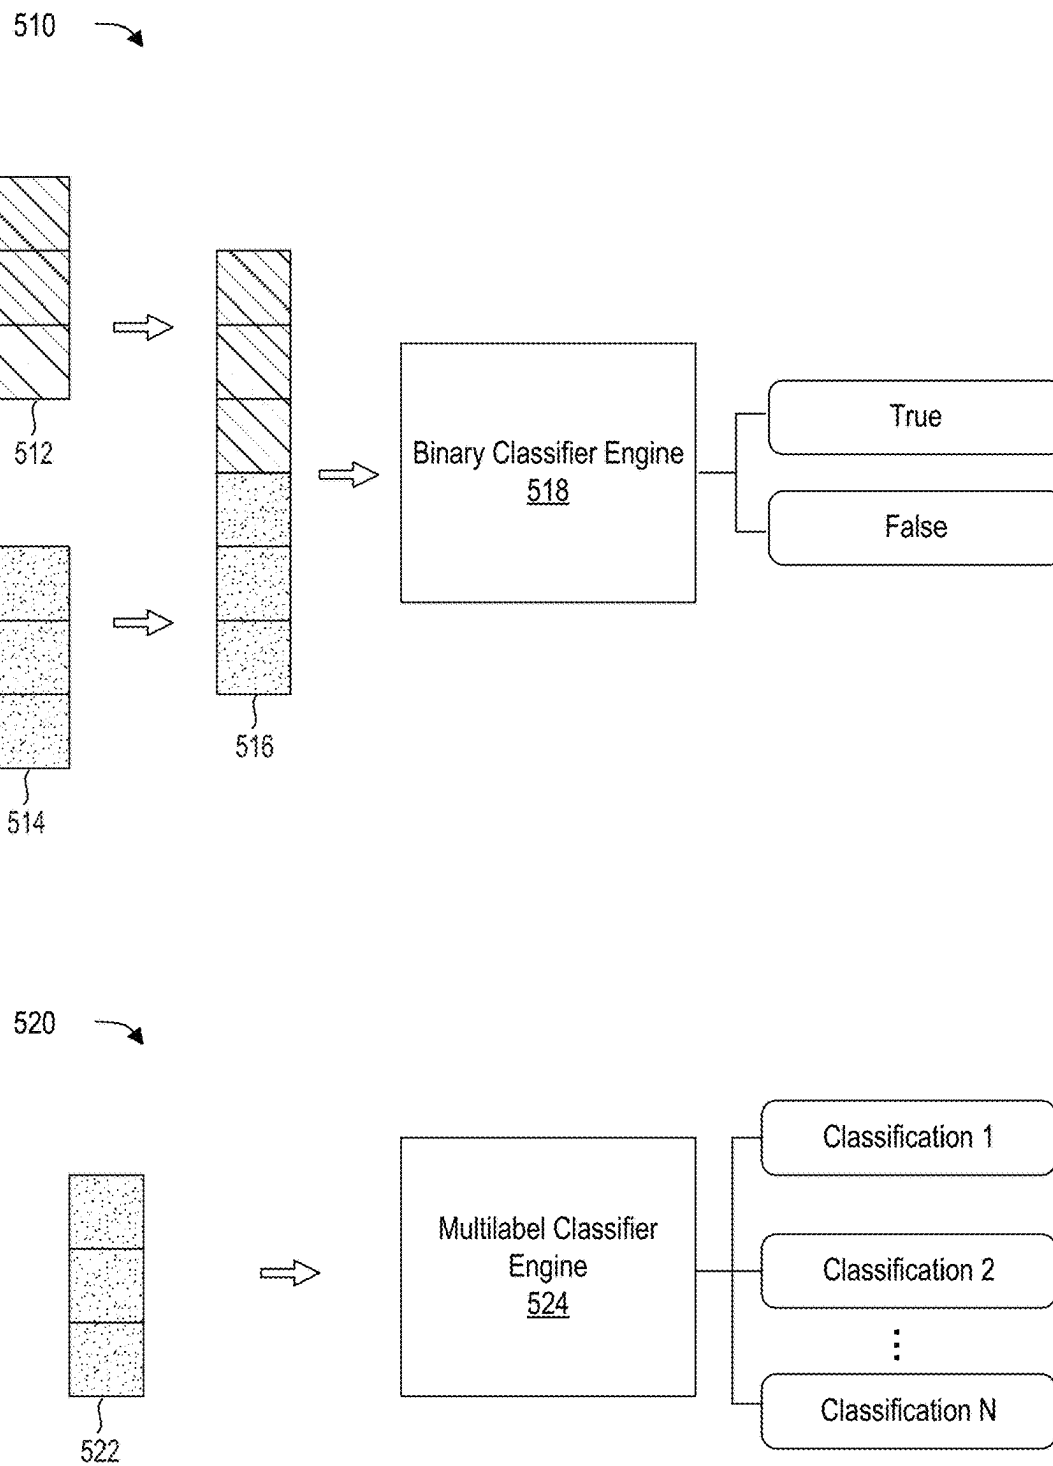 510
512
Binary Classifier Engine
518
True
False
516
514
520
Classification 1
Multilabel Classifier
Engine
524
Classification 2
⋮
Classification N
522